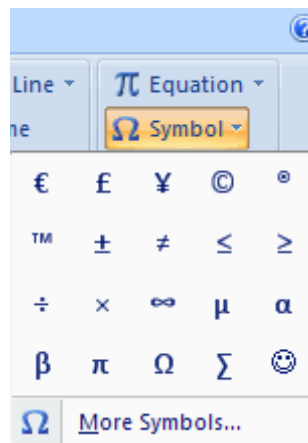 Line π Equation
ne Ω Symbol
€ £ ¥ © ®
™ ± ≠ ≤ ≥
÷ × ∞ µ α
β π Ω ∑ ☺
Ω More Symbols...